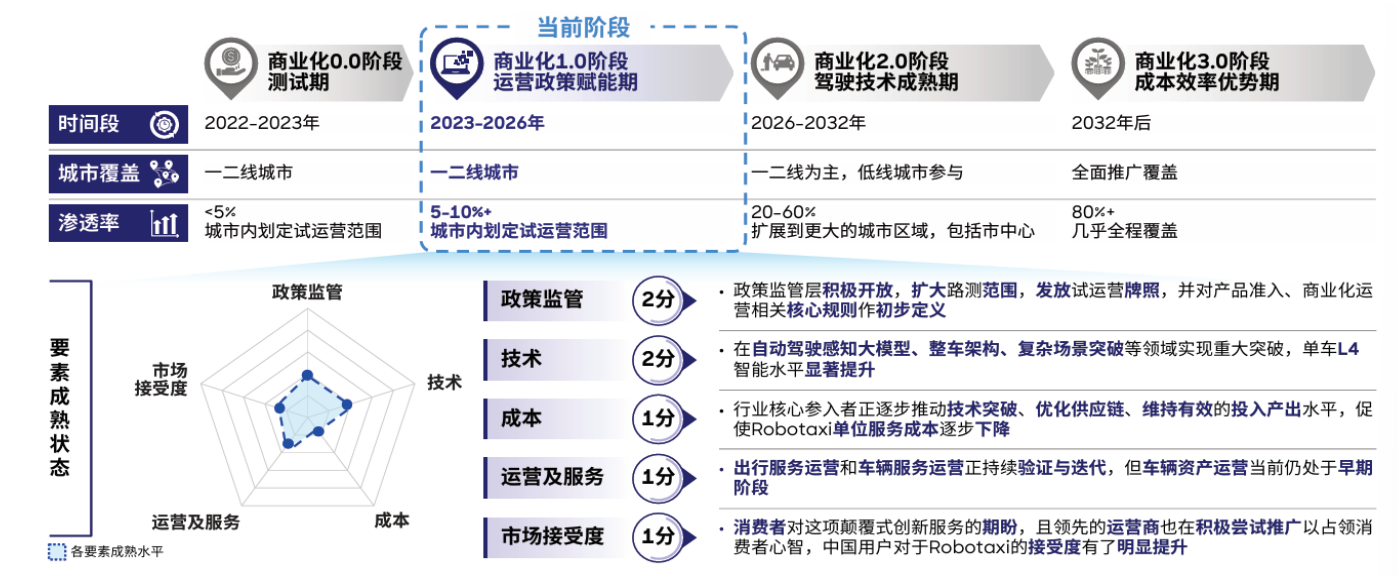 当前阶段
商业化0.0阶段
测试期
商业化1.0阶段
运营政策赋能期
商业化2.0阶段
驾驶技术成熟期
商业化3.0阶段
成本效率优势期
时间段
2022-2023年
2023-2026年
2026-2032年
2032年后
城市覆盖
一二线城市
一二线城市
一二线为主，低线城市参与
全面推广覆盖
渗透率
<5%
城市内划定试运营范围
5-10%+
城市内划定试运营范围
20-60%
扩展到更大的城市区域，包括市中心
80%+
几乎全程覆盖
要素成熟状态
政策监管
技术
成本
运营及服务
市场
接受度
各要素成熟水平
政策监管
2分
• 政策监管层积极开放，扩大路测范围，发放试运营牌照，并对产品准入、商业化运
营相关核心规则作初步定义
技术
2分
• 在自动驾驶感知大模型、整车架构、复杂场景突破等领域实现重大突破，单车L4
智能水平显著提升
成本
1分
• 行业核心参入者正逐步推动技术突破、优化供应链、维持有效的投入产出水平，促
使Robotaxi单位服务成本逐步下降
运营及服务
1分
• 出行服务运营和车辆服务运营正持续验证与迭代，但车辆资产运营当前仍处于早期
阶段
市场接受度
1分
• 消费者对这项颠覆式创新服务的期盼，且领先的运营商也在积极尝试推广以占领消
费者心智，中国用户对于Robotaxi的接受度有了明显提升